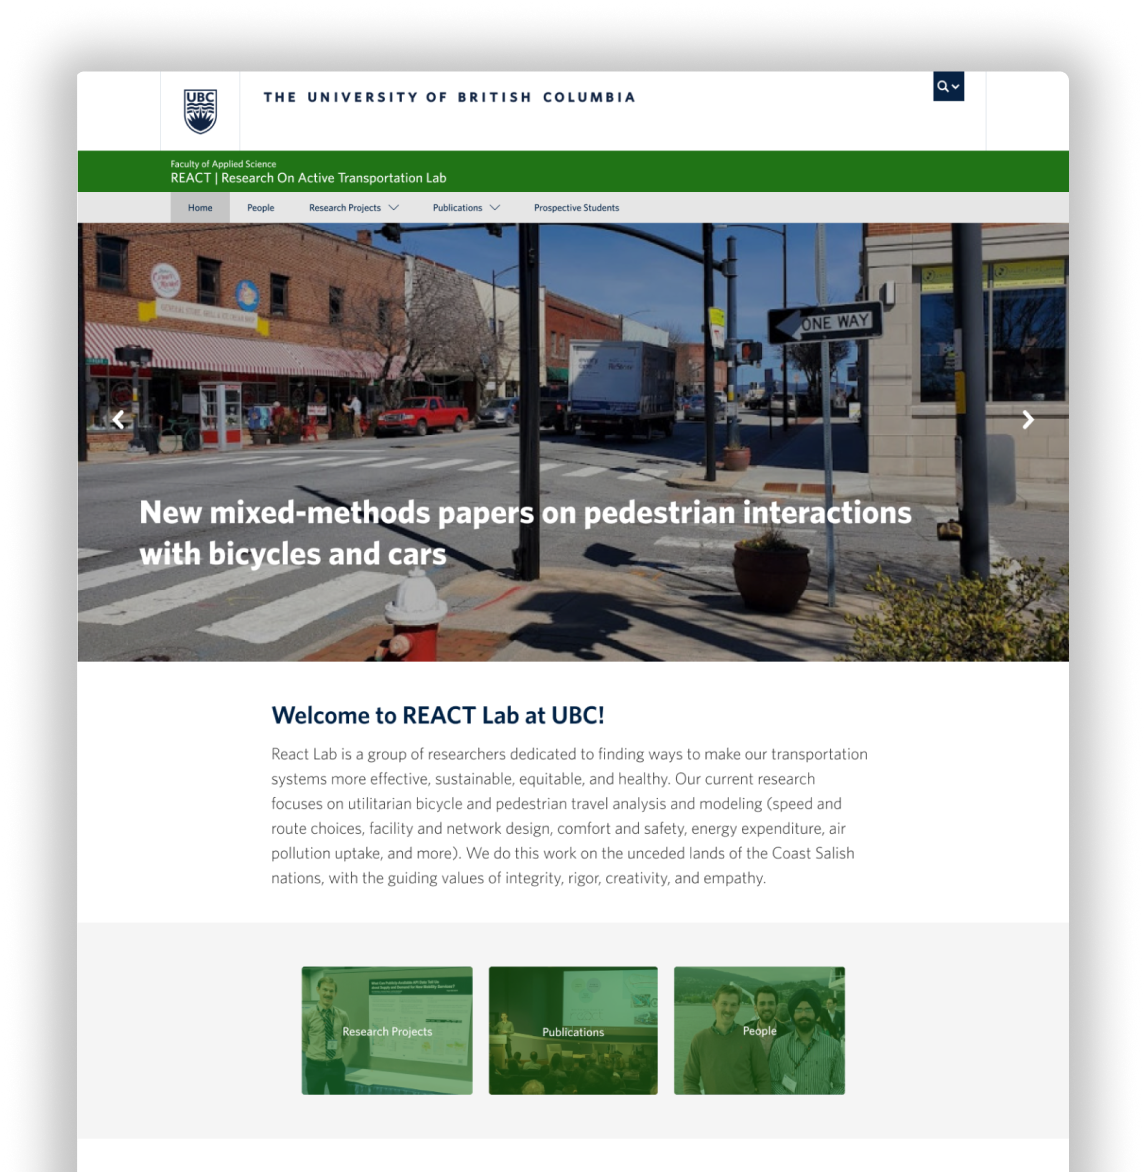 UBC
THE UNIVERSITY OF BRITISH COLUMBIA
Faculty of Applied Science
REACT | Research On Active Transportation Lab
Home
People
Research Projects
Publications
Prospective Students
ONE WAY
New mixed-methods papers on pedestrian interactions
with bicycles and cars
Welcome to REACT Lab at UBC!
React Lab is a group of researchers dedicated to finding ways to make our transportation
systems more effective, sustainable, equitable, and healthy. Our current research
focuses on utilitarian bicycle and pedestrian travel analysis and modeling (speed and
route choices, facility and network design, comfort and safety, energy expenditure, air
pollution uptake, and more). We do this work on the unceded lands of the Coast Salish
nations, with the guiding values of integrity, rigor, creativity, and empathy.
Research Projects
Publications
People